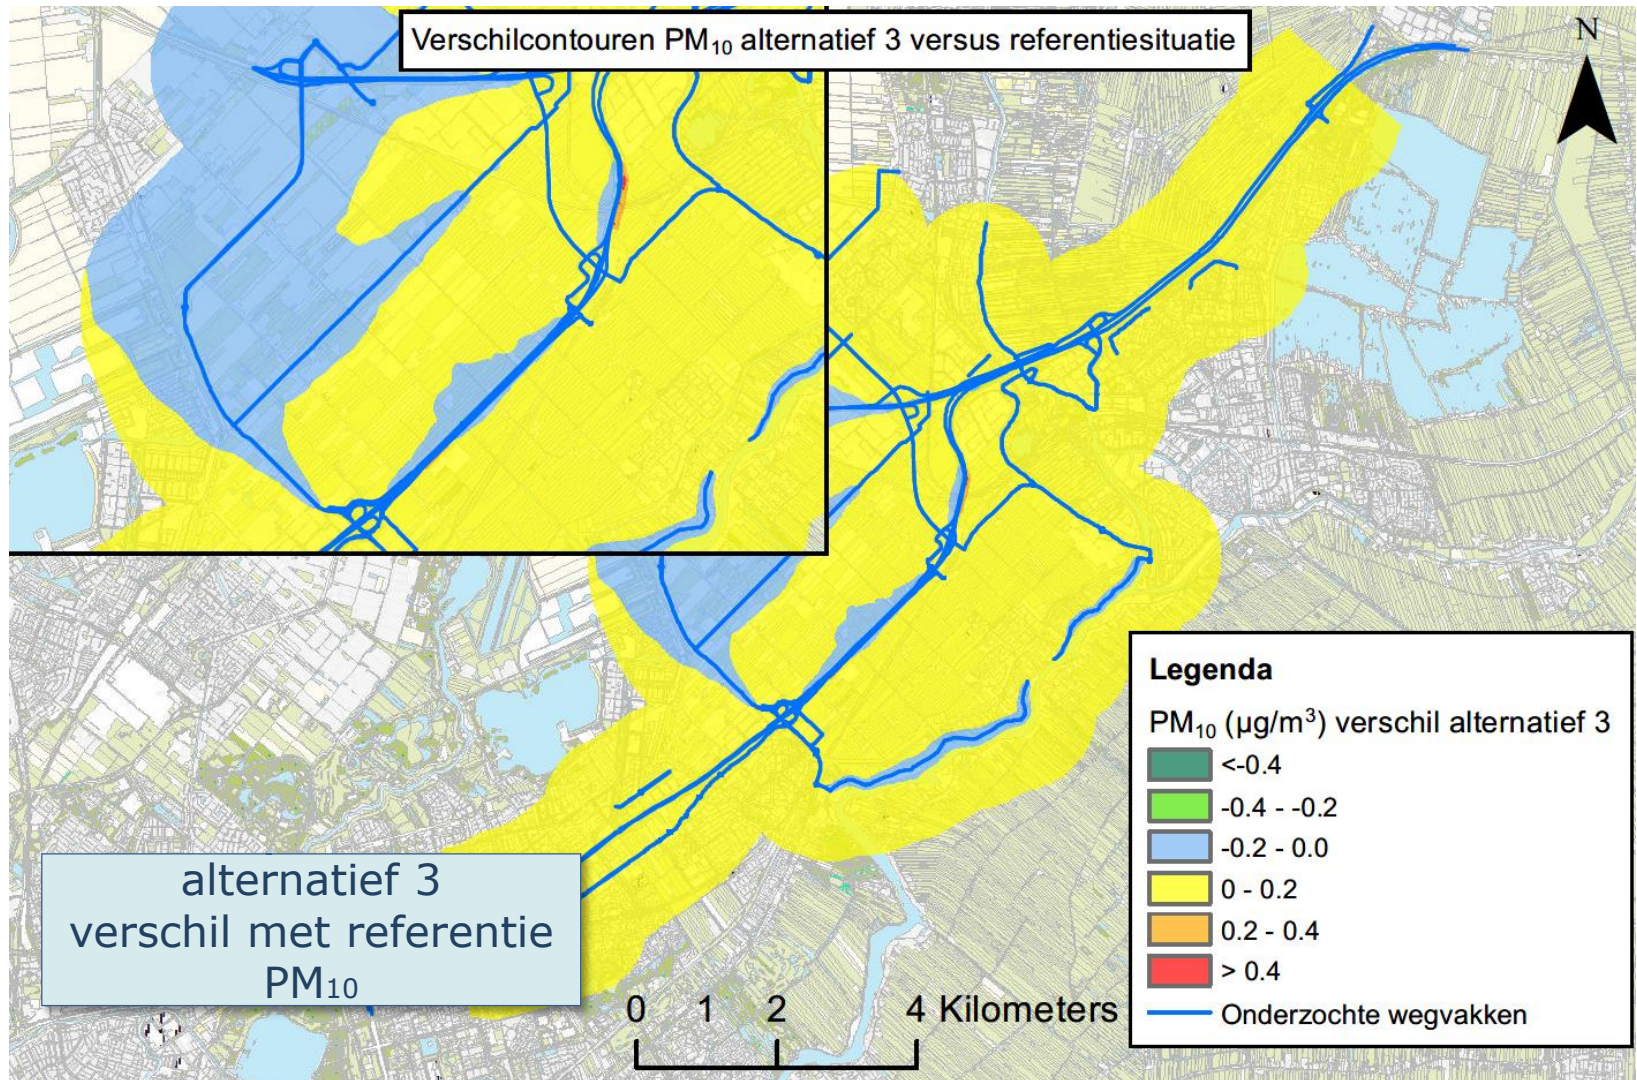 Verschilcontouren PM₁₀ alternatief 3 versus referentiesituatie
N
Legenda
PM₁₀ (µg/m³) verschil alternatief 3
<-0.4
-0.4 - -0.2
-0.2 - 0.0
0 - 0.2
0.2 - 0.4
> 0.4
Onderzochte wegvakken
alternatief 3
verschil met referentie
PM₁₀
0 1 2 4 Kilometers